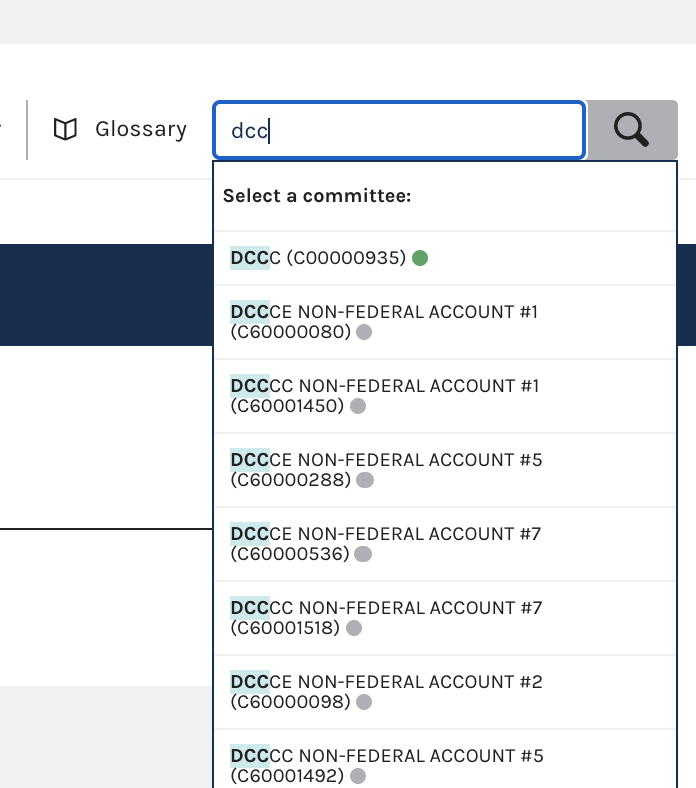 Glossary
dcc
Select a committee:
DCCC (C00000935)
DCCCE NON-FEDERAL ACCOUNT #1
(C60000080)
DCCCC NON-FEDERAL ACCOUNT #1
(C60001450)
DCCCE NON-FEDERAL ACCOUNT #5
(C60000288)
DCCCE NON-FEDERAL ACCOUNT #7
(C60000536)
DCCCC NON-FEDERAL ACCOUNT #7
(C60001518)
DCCCE NON-FEDERAL ACCOUNT #2
(C60000098)
DCCCC NON-FEDERAL ACCOUNT #5
(C60001492)